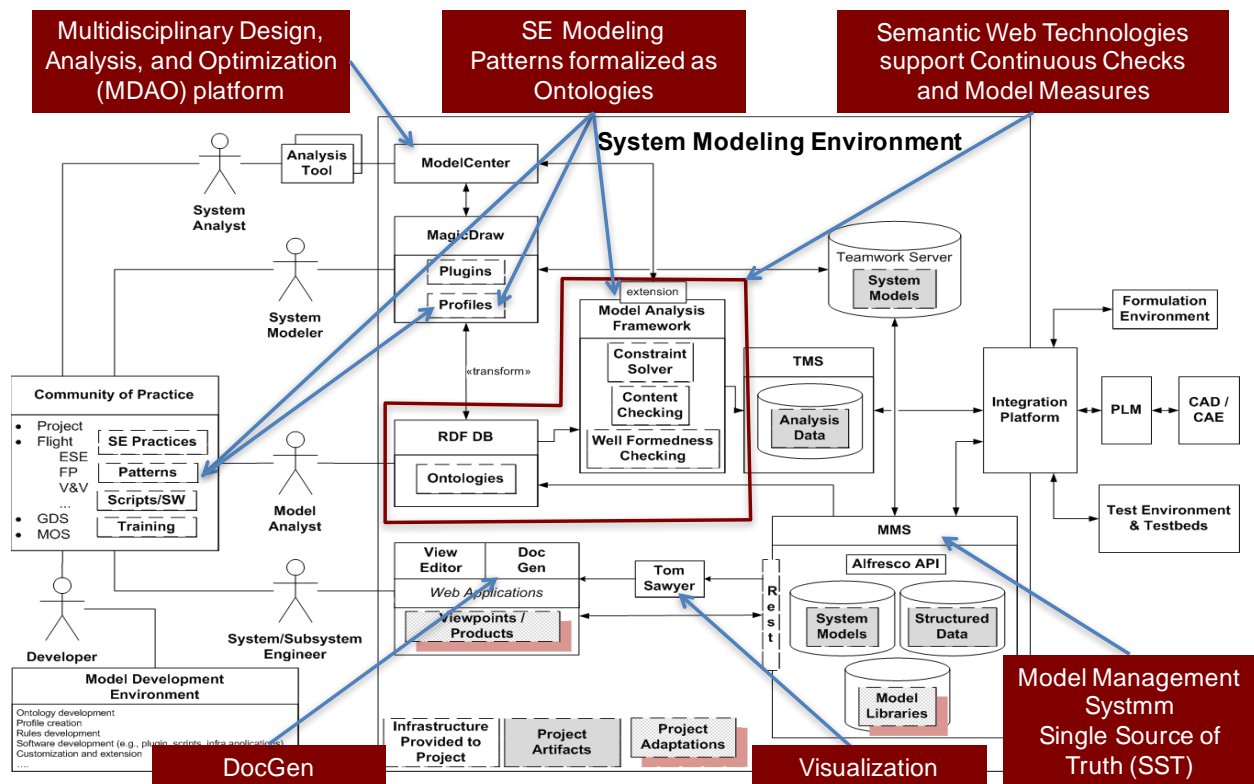 Multidisciplinary Design,
Analysis, and Optimization
(MDAO) platform
SE Modeling
Patterns formalized as
Ontologies
Semantic Web Technologies
support Continuous Checks
and Model Measures
System Modeling Environment
Analysis
Tool
System
Analyst
ModelCenter
MagicDraw
Plugins
Profiles
System
Modeler
Teamwork Server
System
Models
extension
Model Analysis
Framework
Constraint
Solver
Content
Checking
Well Formedness
Checking
«transform»
TMS
Analysis
Data
Integration
Platform
Formulation
Environment
PLM
CAD /
CAE
Test Environment
& Testbeds
Community of Practice
• Project
• Flight
ESE
FP
V&V
...
• GDS
• MOS
SE Practices
Patterns
Scripts/SW
Training
RDF DB
Ontologies
Model
Analyst
MMS
Alfresco API
Rest
System
Models
Structured
Data
Model
Libraries
View
Editor
Doc
Gen
Web Applications
Viewpoints /
Products
Tom
Sawyer
System/Subsystem
Engineer
Developer
Model Development
Environment
Ontology development
Profile creation
Rules development
Software development (e.g., plugin, scripts, infra applications)
Customization and extension
....
Infrastructure
Provided to
Project
Project
Artifacts
Project
Adaptations
DocGen
Visualization
Model Management
Systmm
Single Source of
Truth (SST)